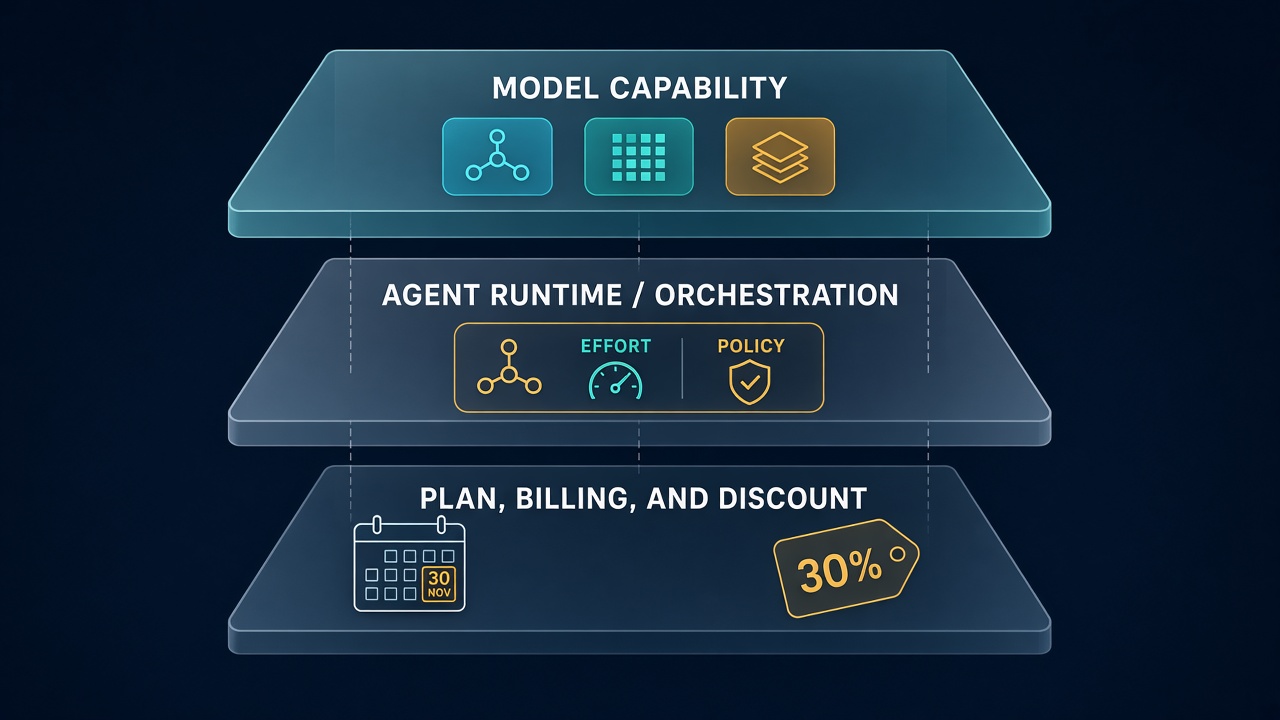 MODEL CAPABILITY
AGENT RUNTIME / ORCHESTRATION
EFFORT
POLICY
PLAN, BILLING, AND DISCOUNT
30
NOV
30%